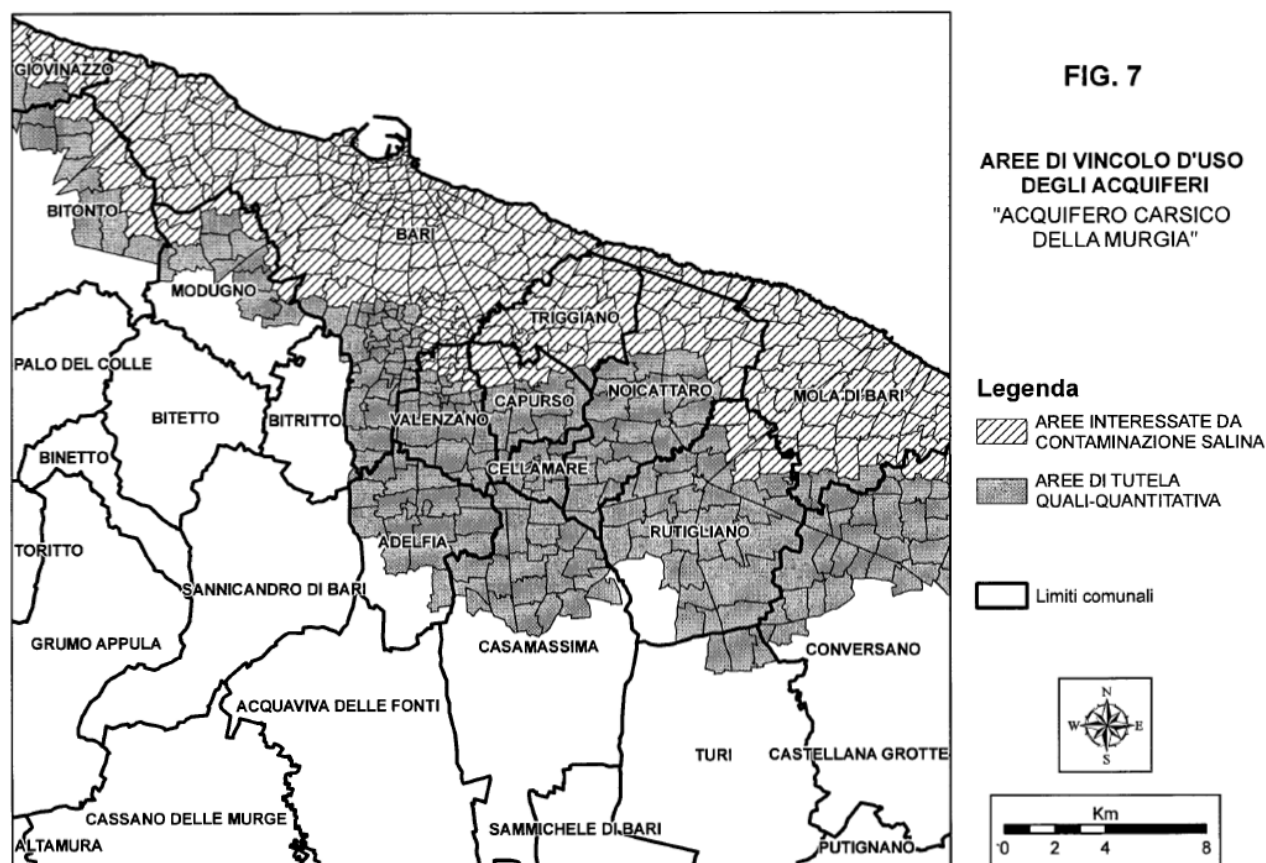 GIOVINAZZO
BITONTO
BARI
MODUGNO
TRIGGIANO
PALO DEL COLLE
BITETTO
BITRITTO
VALENZANO
CAPURSO
NOICATTARO
MOLA DI BARI
BINETTO
CELLAMARE
TORITTO
ADELFIA
RUTIGLIANO
SANNICANDRO DI BARI
GRUMO APPULA
CASAMASSIMA
CONVERSANO
ACQUAVIVA DELLE FONTI
TURI
CASTELLANA GROTTE
CASSANO DELLE MURGE
SAMMICHELE DI BARI
ALTAMURA
PUTIGNANO
FIG. 7
AREE DI VINCOLO D'USO
DEGLI ACQUIFERI
"ACQUIFERO CARSICO
DELLA MURGIA"
Legenda
AREE INTERESSATE DA
CONTAMINAZIONE SALINA
AREE DI TUTELA
QUALI-QUANTITATIVA
Limiti comunali
N
W E
S
Km
0 2 4 8